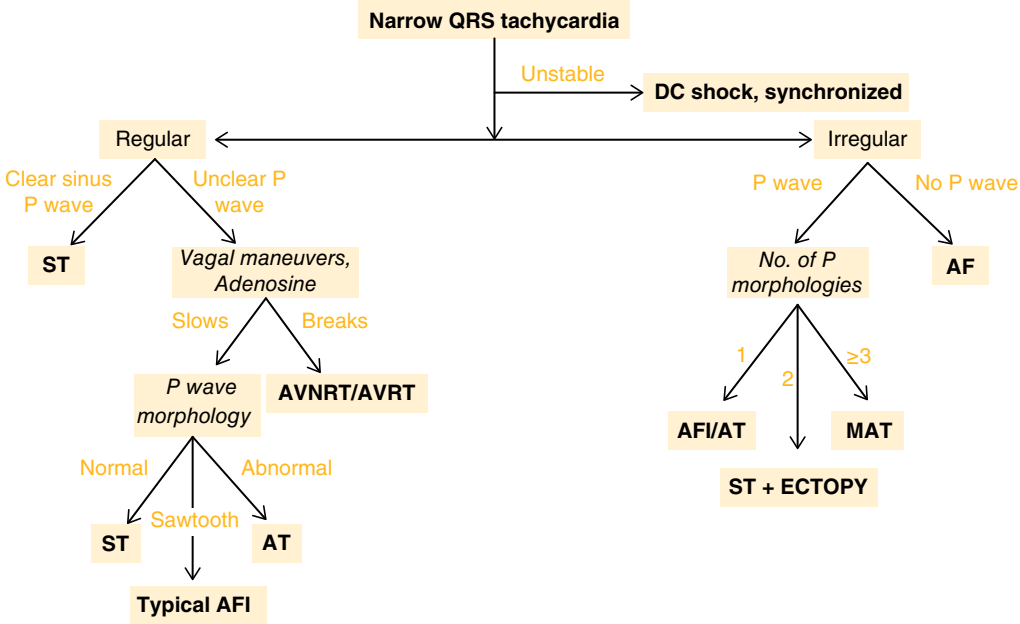 Narrow QRS tachycardia
Unstable
DC shock, synchronized
Regular
Irregular
Clear sinus
P wave
Unclear P
wave
P wave
No P wave
ST
Vagal maneuvers,
Adenosine
No. of P
morphologies
AF
Slows
Breaks
1
2
≥3
P wave
morphology
AVNRT/AVRT
AFI/AT
MAT
ST + ECTOPY
Normal
Abnormal
Sawtooth
ST
AT
Typical AFI